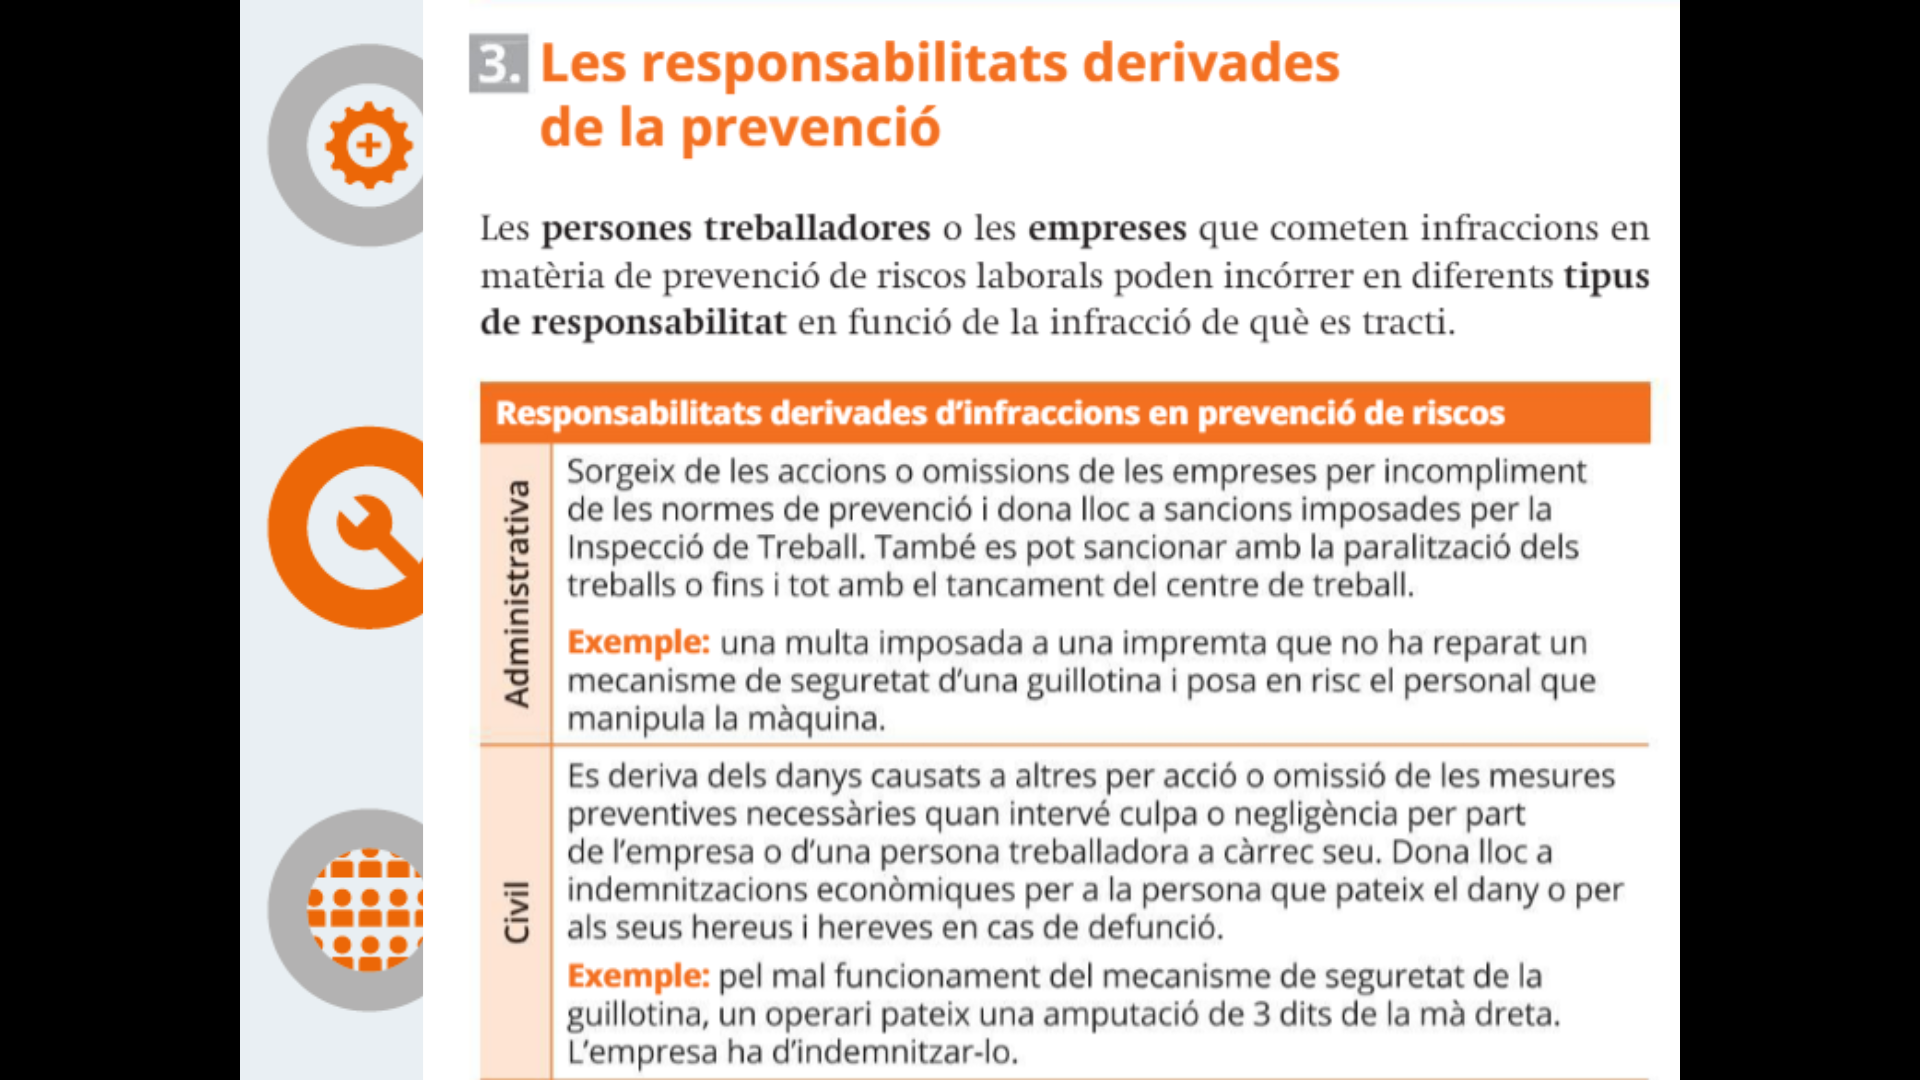 3. Les responsabilitats derivades
de la prevenció
Les persones treballadores o les empreses que cometen infraccions en
matèria de prevenció de riscos laborals poden incórrer en diferents tipus
de responsabilitat en funció de la infracció de què es tracti.
Responsabilitats derivades d'infraccions en prevenció de riscos
Administrativa
Sorgeix de les accions o omissions de les empreses per incompliment
de les normes de prevenció i dona lloc a sancions imposades per la
Inspecció de Treball. També es pot sancionar amb la paralització dels
treballs o fins i tot amb el tancament del centre de treball.
Exemple: una multa imposada a una impremta que no ha reparat un
mecanisme de seguretat d'una guillotina i posa en risc el personal que
manipula la màquina.
Civil
Es deriva dels danys causats a altres per acció o omissió de les mesures
preventives necessàries quan intervé culpa o negligència per part
de l'empresa o d'una persona treballadora a càrrec seu. Dona lloc a
indemnitzacions econòmiques per a la persona que pateix el dany o per
als seus hereus i hereves en cas de defunció.
Exemple: pel mal funcionament del mecanisme de seguretat de la
guillotina, un operari pateix una amputació de 3 dits de la mà dreta.
L'empresa ha d'indemnitzar-lo.